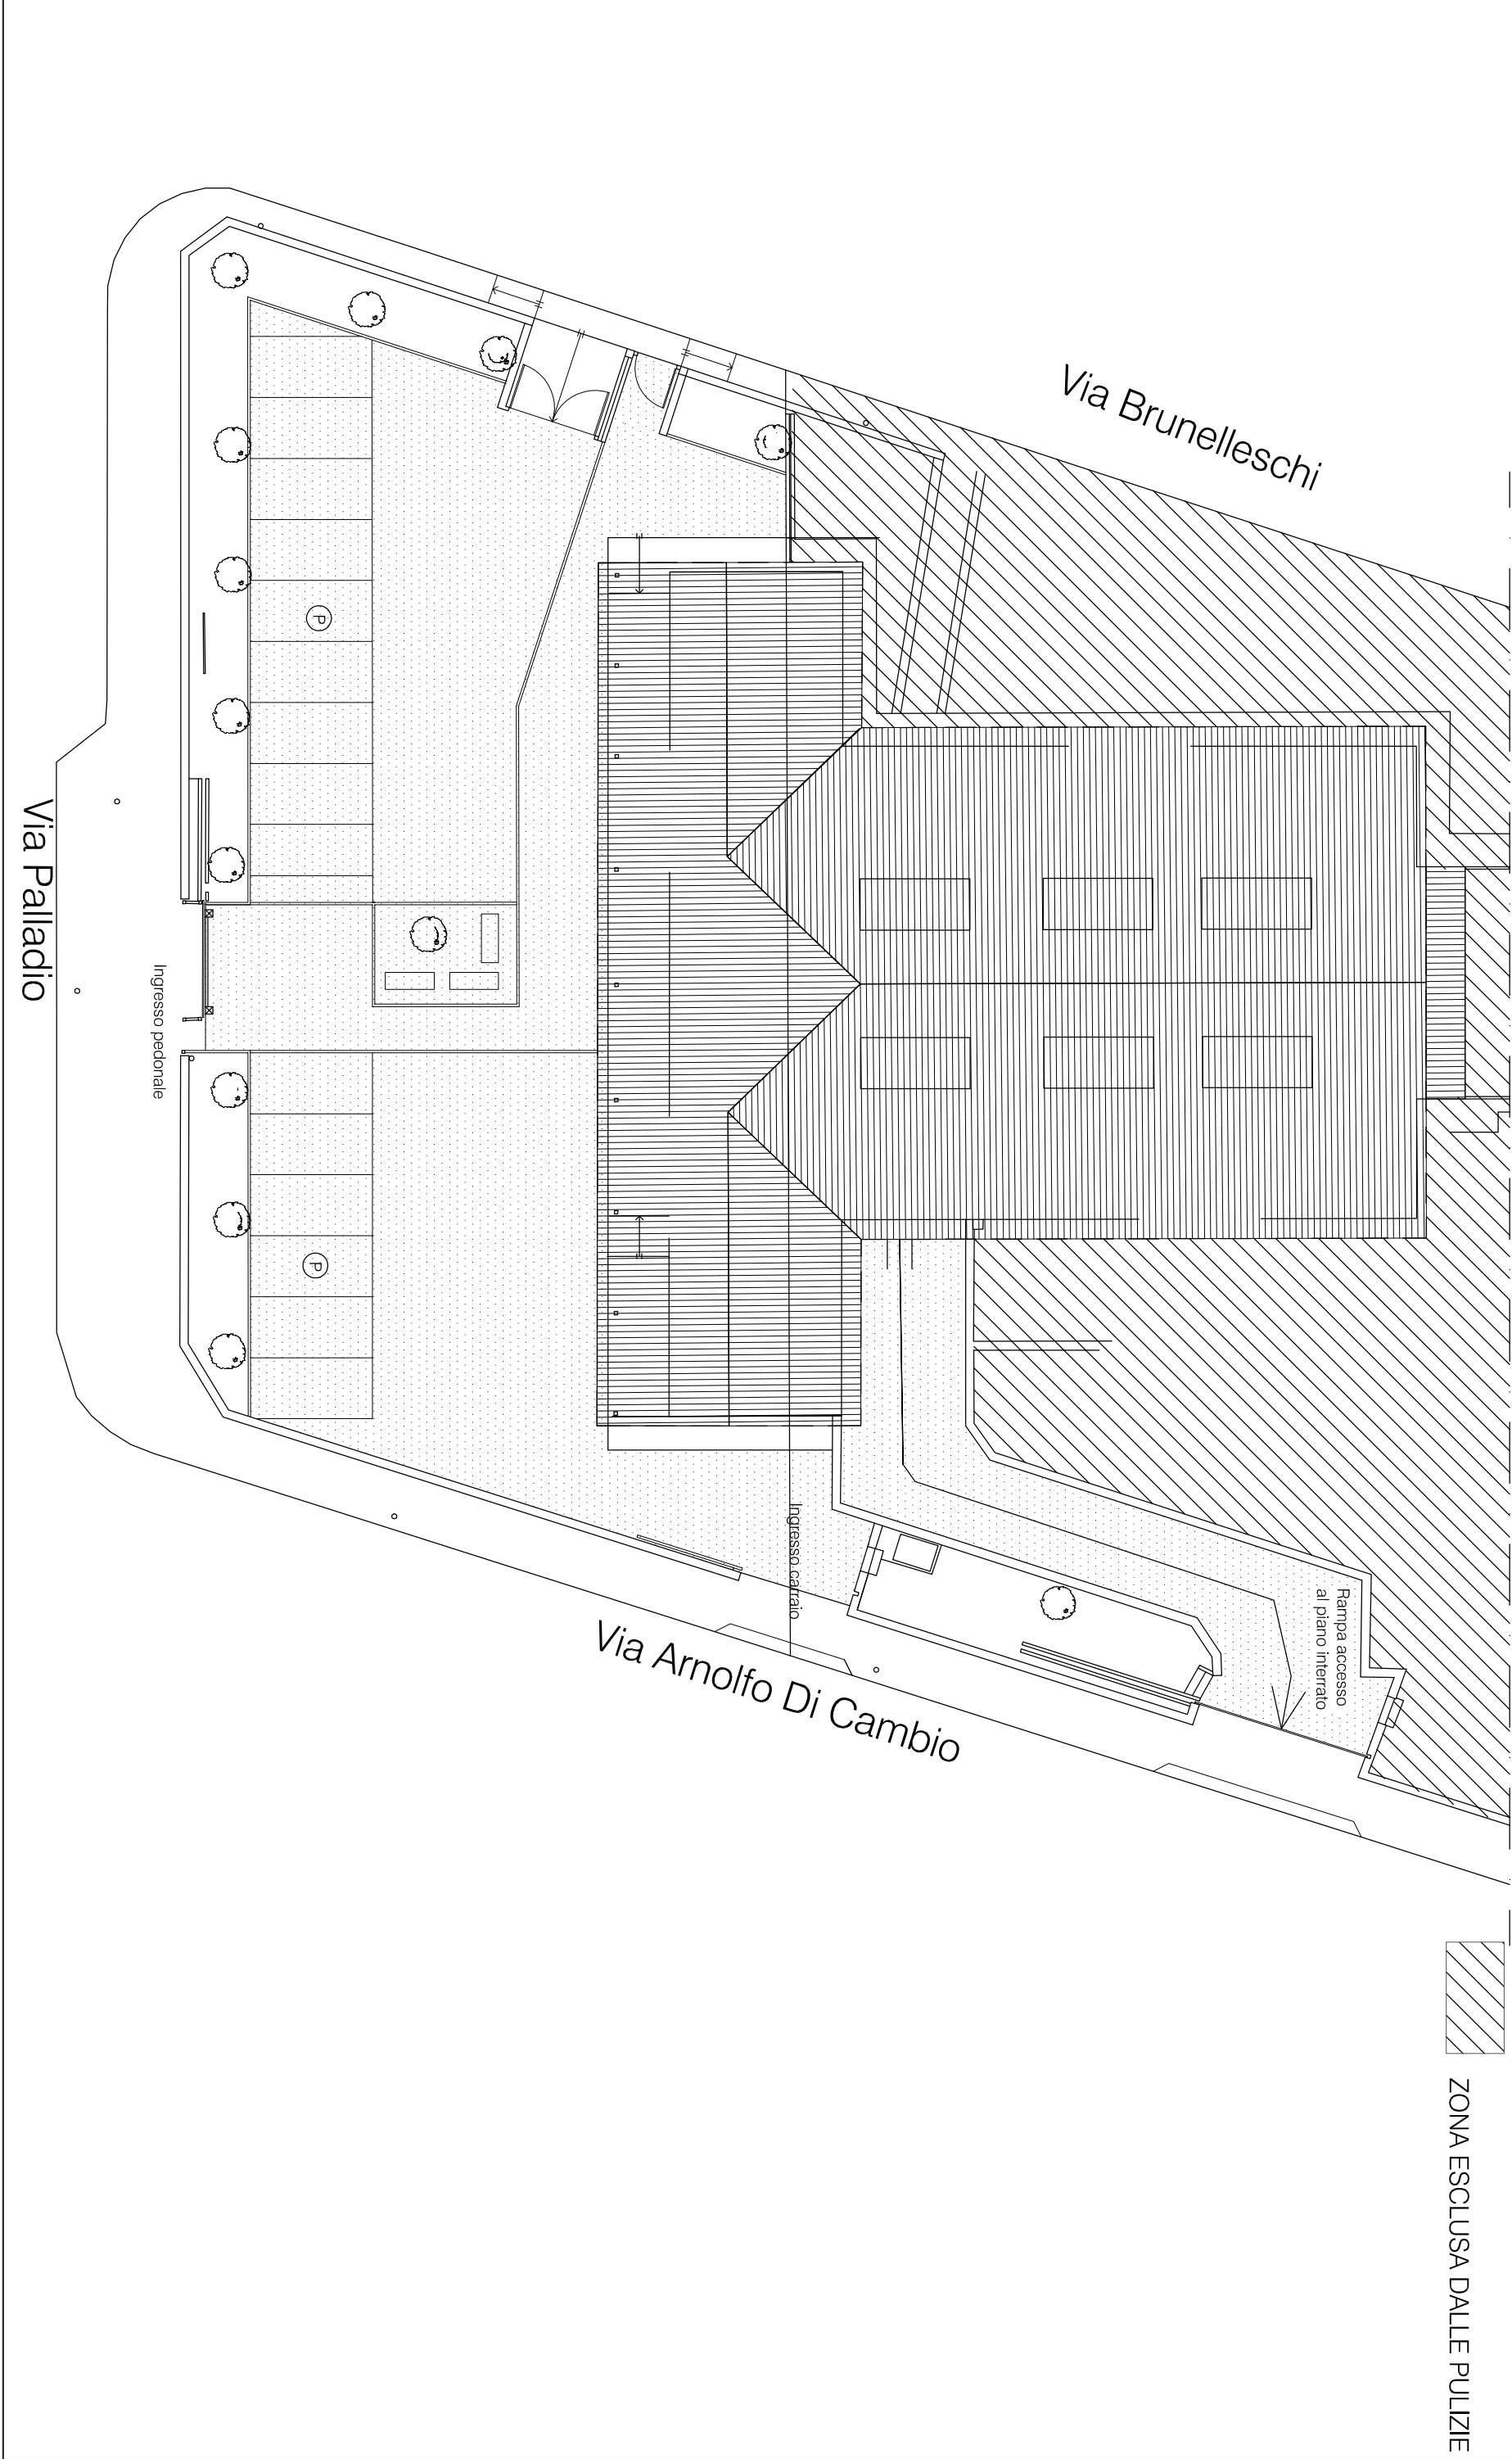 Via Brunelleschi
P
Via Palladio
Ingresso pedonale
P
Ingresso carraio
Rampa accesso
al piano interrato
Via Arnolfo Di Cambio
ZONA ESCLUSA DALLE PULIZIE